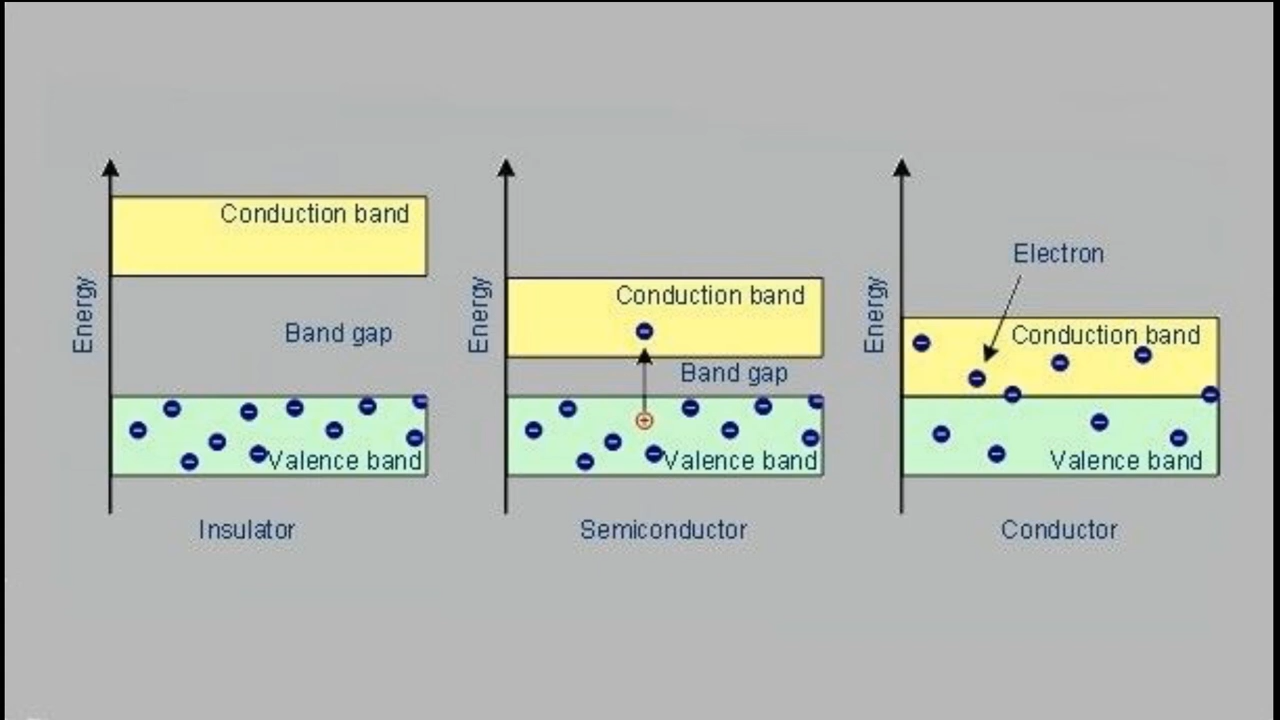 Energy
Conduction band
Band gap
Valence band
Insulator
Energy
Conduction band
Band gap
Valence band
Semiconductor
Energy
Electron
Conduction band
Valence band
Conductor